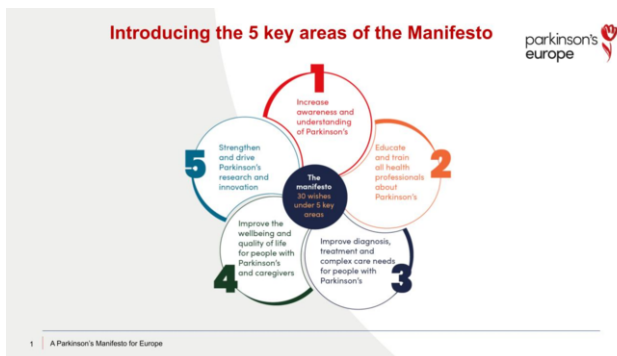 Introducing the 5 key areas of the Manifesto
parkinson's
europe
1
Increase
awareness and
understanding
of Parkinson's
2
Educate
and train
all health
professionals
about
Parkinson's
3
Improve diagnosis,
treatment and
complex care needs
for people with
Parkinson's
4
Improve the
wellbeing and
quality of life
for people with
Parkinson's
and caregivers
5
Strengthen
and drive
Parkinson's
research and
innovation
The
manifesto
30 wishes
under 5 key
areas
1 A Parkinson's Manifesto for Europe